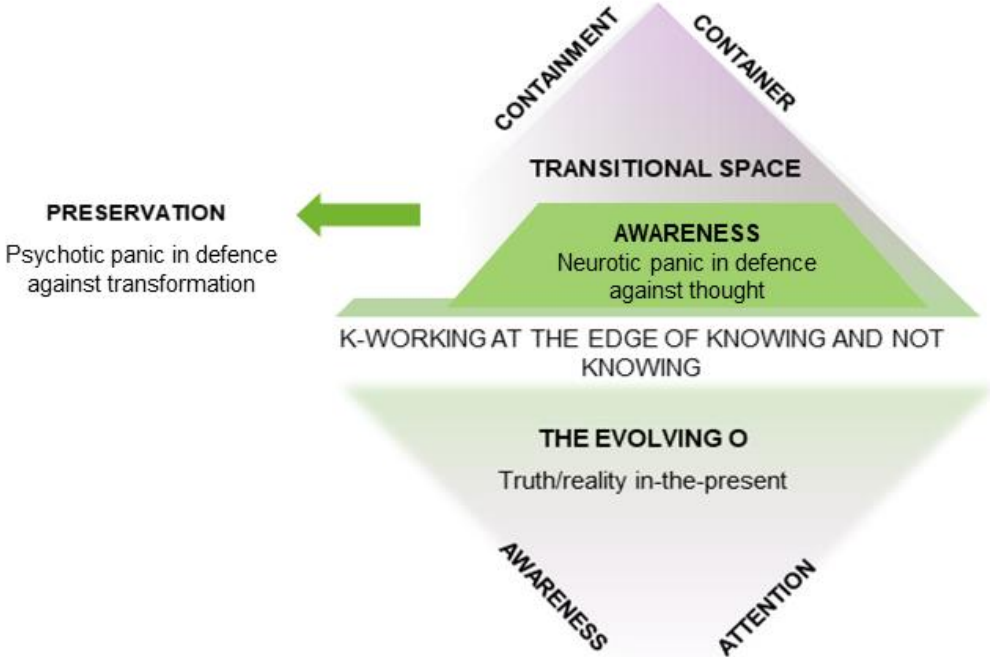 CONTAINMENT
CONTAINER
TRANSITIONAL SPACE
PRESERVATION
Psychotic panic in defence
against transformation
AWARENESS
Neurotic panic in defence
against thought
K-WORKING AT THE EDGE OF KNOWING AND NOT
KNOWING
THE EVOLVING O
Truth/reality in-the-present
AWARENESS
ATTENTION